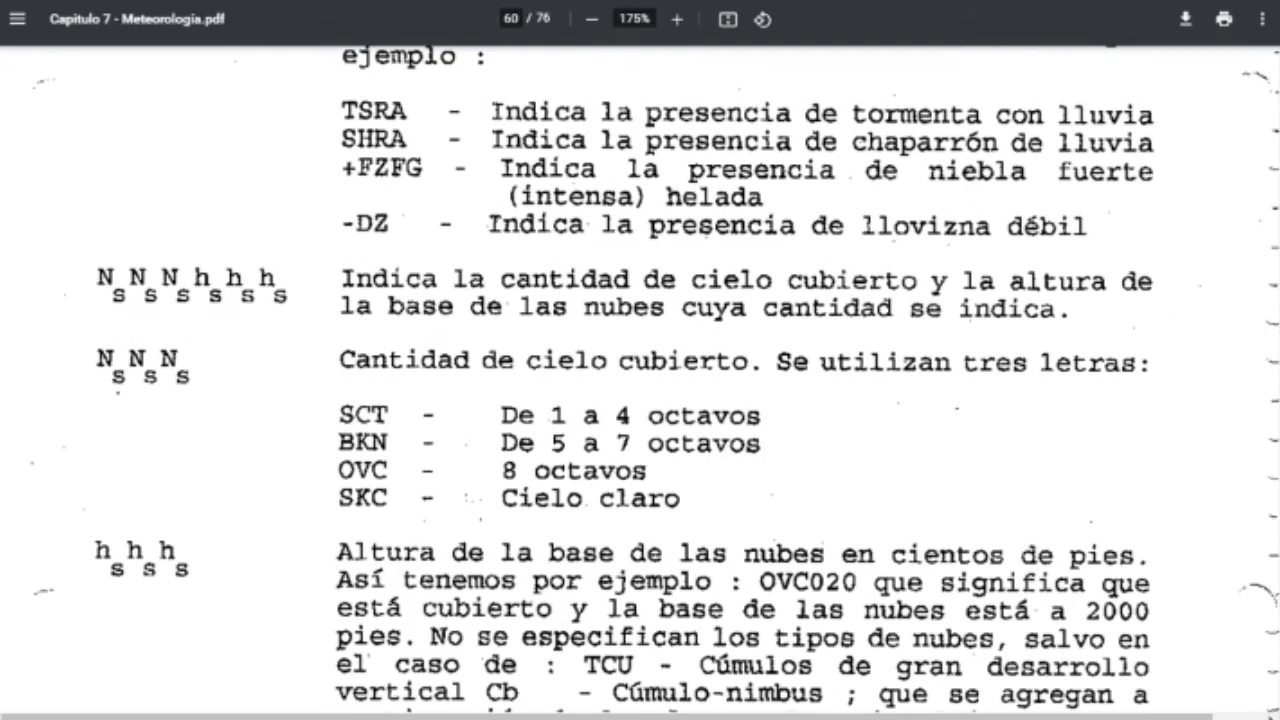 Capitulo 7 - Meteorologia.pdf
60 / 76
175%
ejemplo :
TSRA - Indica la presencia de tormenta con lluvia
SHRA - Indica la presencia de chaparrón de lluvia
+FZFG - Indica la presencia de niebla fuerte
(intensa) helada
-DZ - Indica la presencia de llovizna débil
NsNsNshshshs Indica la cantidad de cielo cubierto y la altura de
la base de las nubes cuya cantidad se indica.
NsNsNs Cantidad de cielo cubierto. Se utilizan tres letras:
SCT - De 1 a 4 octavos
BKN - De 5 a 7 octavos
OVC - 8 octavos
SKC - Cielo claro
hshshs Altura de la base de las nubes en cientos de pies.
Así tenemos por ejemplo : OVC020 que significa que
está cubierto y la base de las nubes está a 2000
pies. No se especifican los tipos de nubes, salvo en
el caso de : TCU - Cúmulos de gran desarrollo
vertical Cb - Cúmulo-nimbus ; que se agregan a